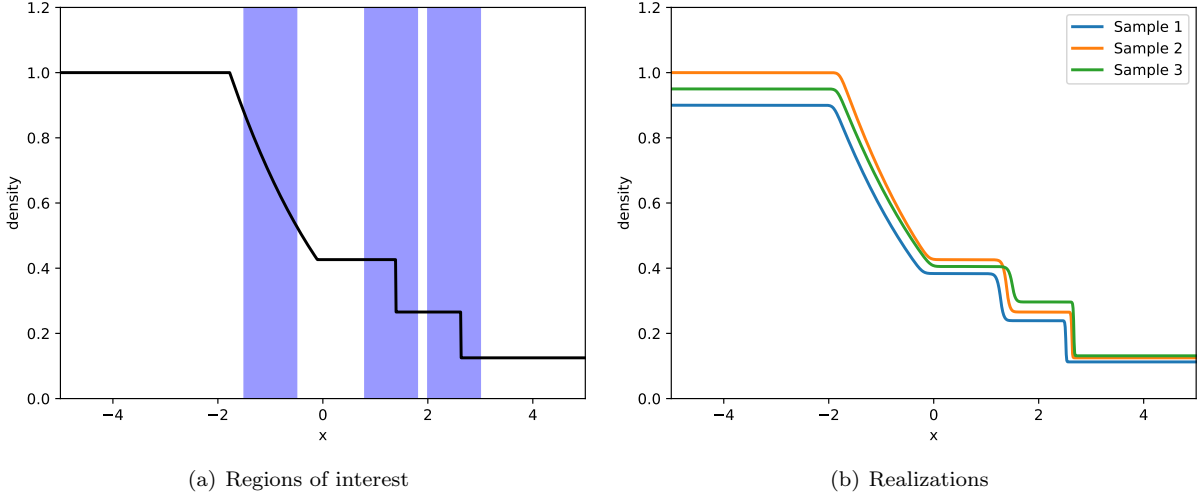 1.2
1.0
0.8
0.6
0.4
0.2
0.0
density
−4
−2
0
2
4
x
(a) Regions of interest
1.2
1.0
0.8
0.6
0.4
0.2
0.0
density
−4
−2
0
2
4
x
Sample 1
Sample 2
Sample 3
(b) Realizations